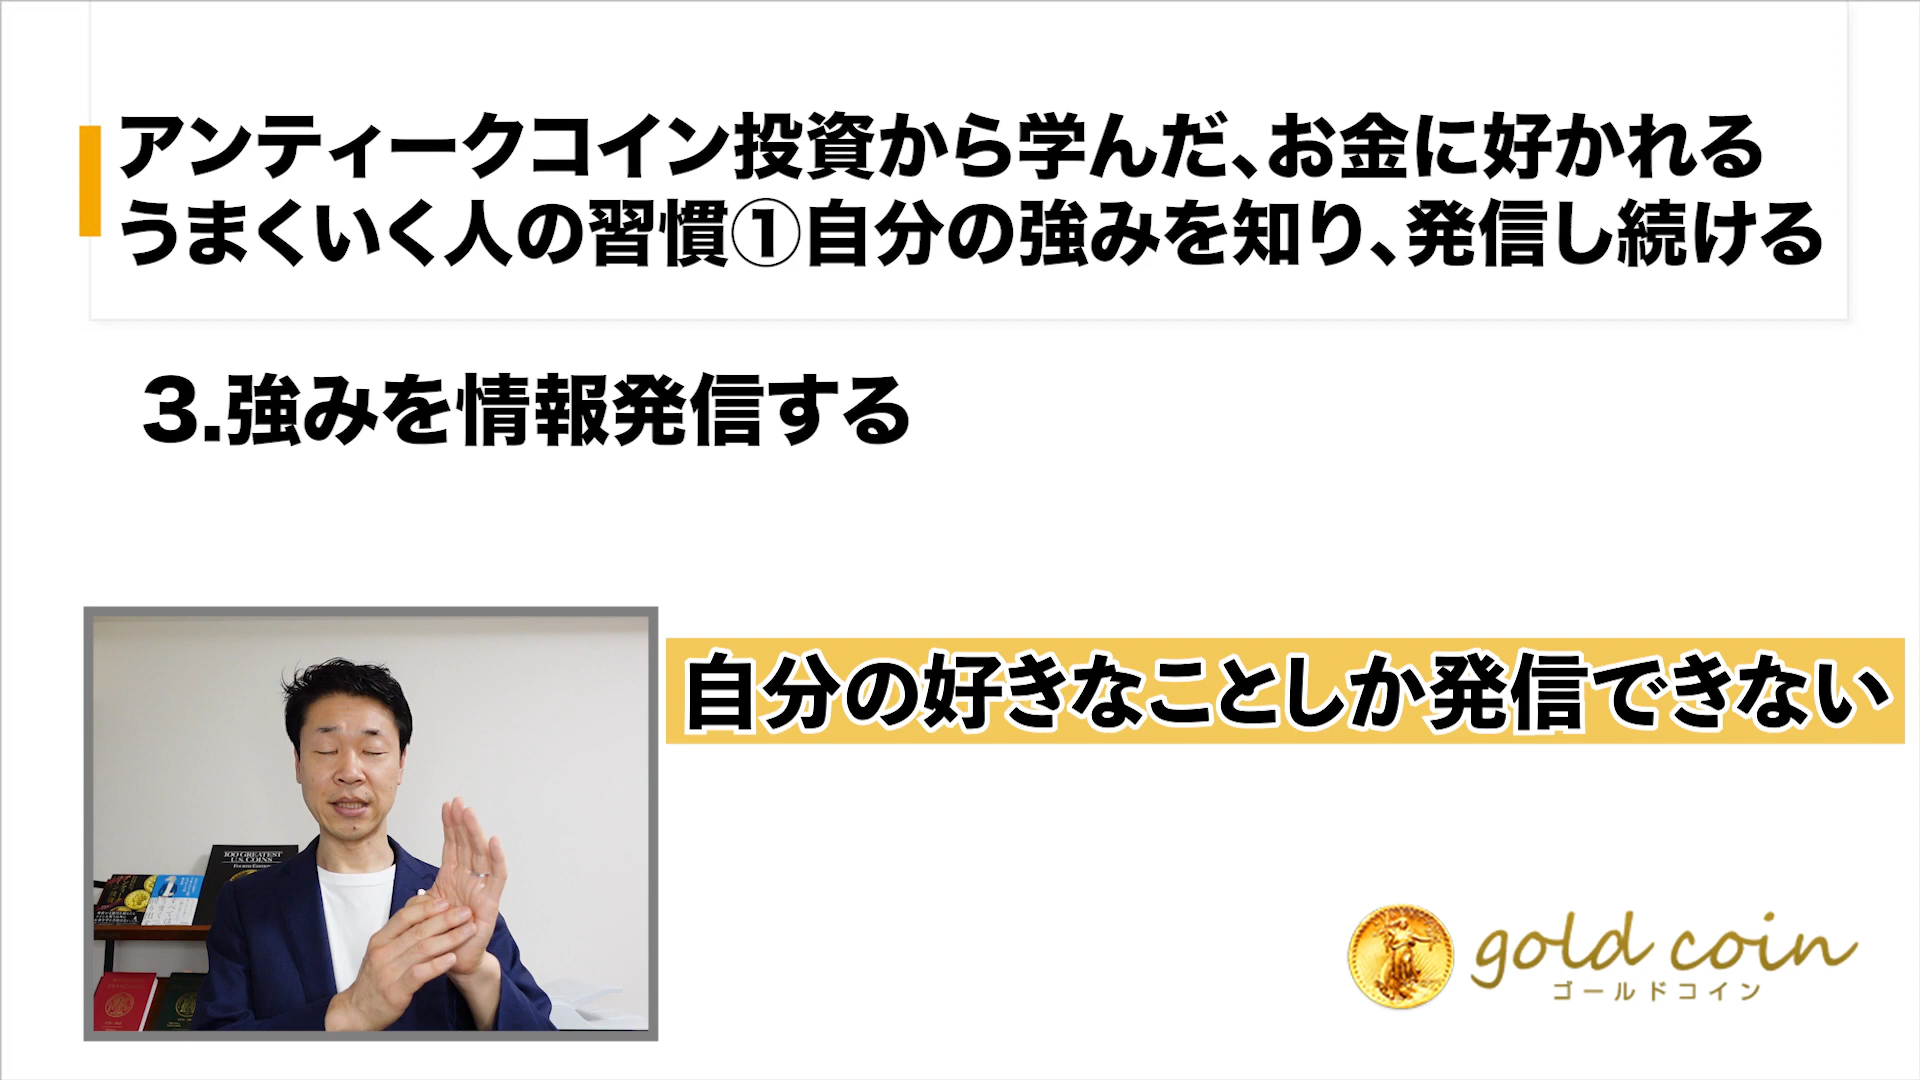 アンティークコイン投資から学んだ、お金に好かれる
うまくいく人の習慣①自分の強みを知り、発信し続ける
3.強みを情報発信する
自分の好きなことしか発信できない
100 GREATEST
U.S. COINS
FOURTH EDITION
gold coin
ゴールドコイン